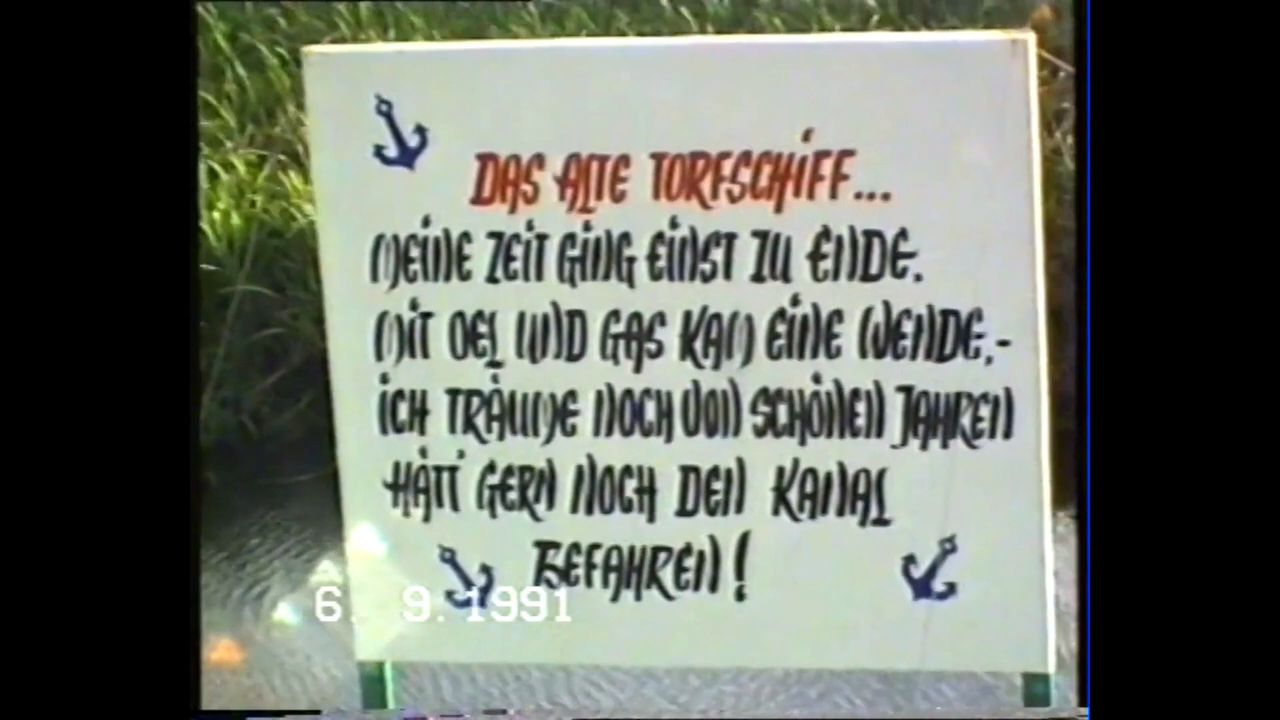 DAS ALTE TORFSCHIFF...
MEINE ZEIT GING EINST ZU ENDE.
MIT OEL UND GAS KAM EINE WENDE.-
ICH TRÄUME NOCH VON SCHÖNEN JAHREN
HÄTT' GERN NOCH DEN KANAL
BEFAHREN!
6. 9. 1991